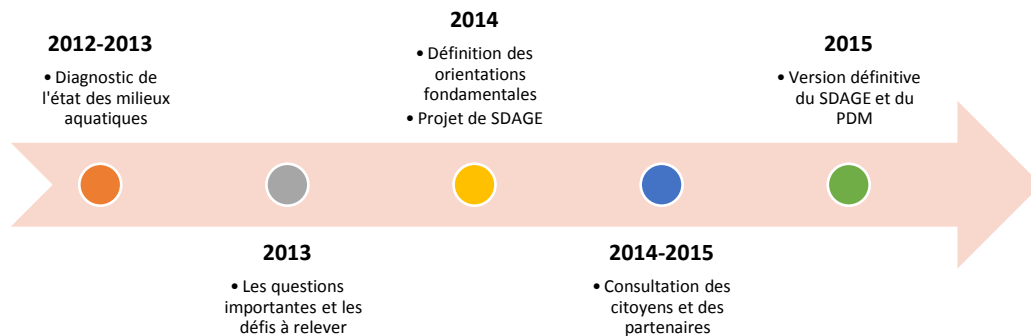 2012-2013
• Diagnostic de
l'état des milieux
aquatiques
2013
• Les questions
importantes et les
défis à relever
2014
• Définition des
orientations
fondamentales
• Projet de SDAGE
2014-2015
• Consultation des
citoyens et des
partenaires
2015
• Version définitive
du SDAGE et du
PDM